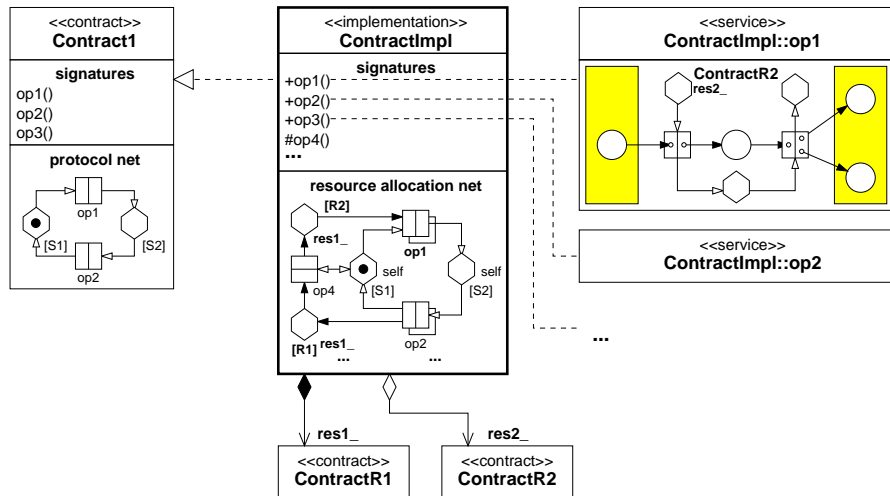 <<contract>>
Contract1
signatures
op1()
op2()
op3()
protocol net
op1
[S1]
[S2]
op2
<<implementation>>
ContractImpl
signatures
+op1()
+op2()
+op3()
#op4()
...
resource allocation net
[R2]
res1_
op1
self
self
op4
[S1]
[S2]
[R1]
res1_
op2
...
...
<<service>>
ContractImpl::op1
ContractR2
res2_
<<service>>
ContractImpl::op2
...
res1_
res2_
<<contract>>
ContractR1
<<contract>>
ContractR2